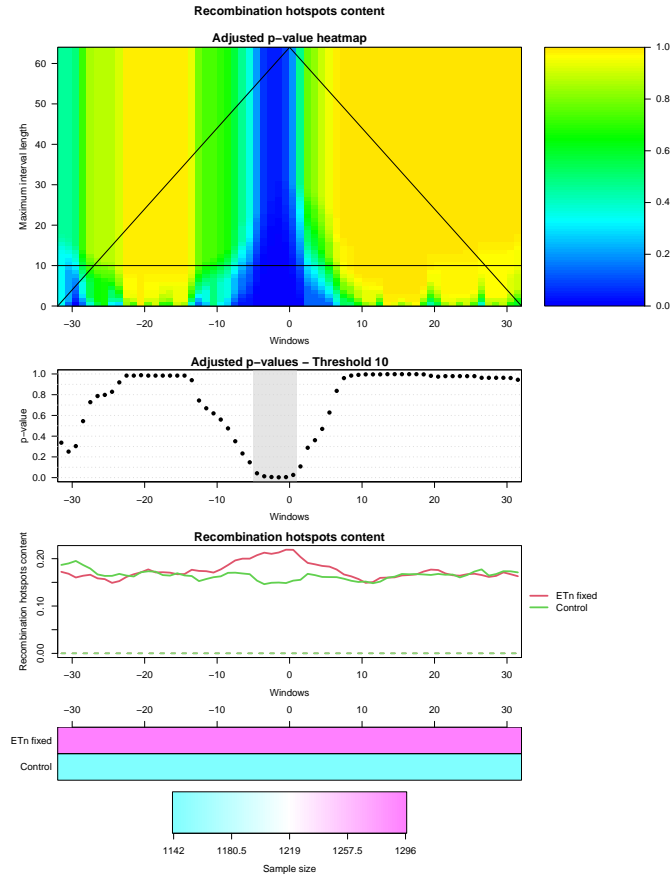 Recombination hotspots content
Adjusted p-value heatmap
Maximum interval length
60
50
40
30
20
10
0
1.0
0.8
0.6
0.4
0.2
0.0
−30 −20 −10 0 10 20 30
Windows
Adjusted p-values − Threshold 10
p-value
1.0
0.8
0.6
0.4
0.2
0.0
−30 −20 −10 0 10 20 30
Windows
Recombination hotspots content
Recombination hotspots content
0.20
0.10
0.00
ETn fixed
Control
−30 −20 −10 0 10 20 30
Windows
−30 −20 −10 0 10 20 30
ETn fixed
Control
1142 1180.5 1219 1257.5 1296
Sample size